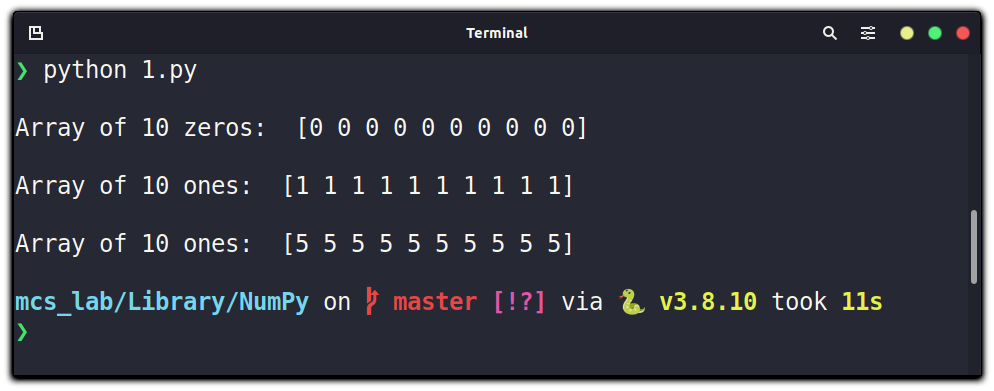 Terminal
❯ python 1.py
Array of 10 zeros:  [0 0 0 0 0 0 0 0 0 0]
Array of 10 ones:  [1 1 1 1 1 1 1 1 1 1]
Array of 10 ones:  [5 5 5 5 5 5 5 5 5 5]
mcs_lab/Library/NumPy on master [!?] via 🐍 v3.8.10 took 11s
❯